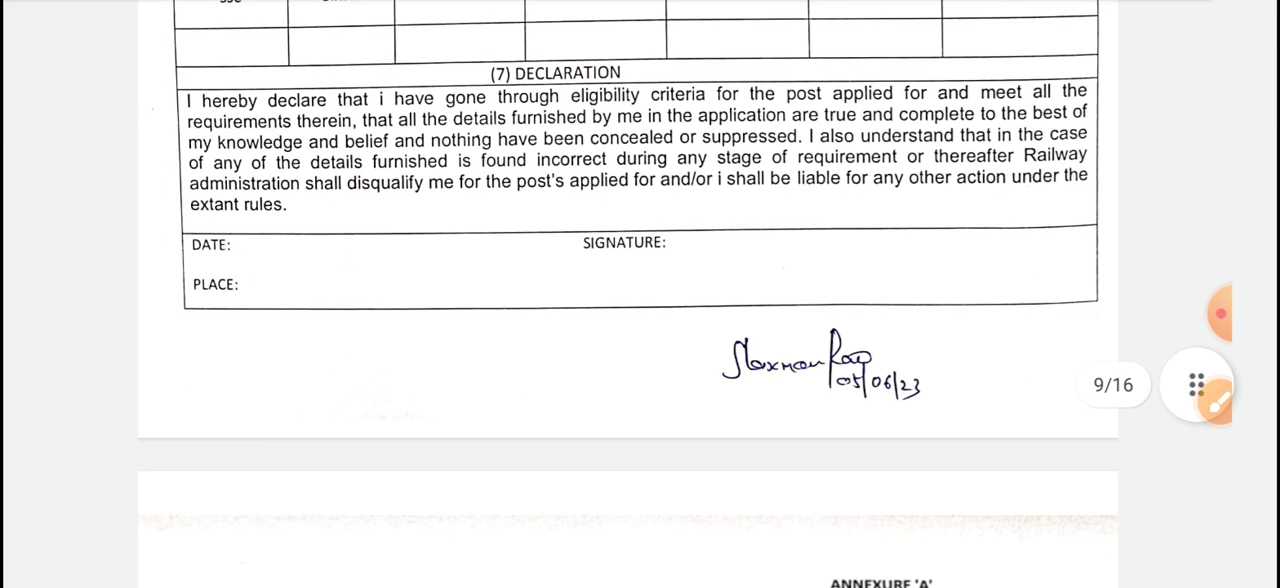 (7) DECLARATION
I hereby declare that i have gone through eligibility criteria for the post applied for and meet all the
requirements therein, that all the details furnished by me in the application are true and complete to the best of
my knowledge and belief and nothing have been concealed or suppressed. I also understand that in the case
of any of the details furnished is found incorrect during any stage of requirement or thereafter Railway
administration shall disqualify me for the post's applied for and/or i shall be liable for any other action under the
extant rules.
DATE: SIGNATURE:
PLACE:
05/06/23
9/16
ANNEXURE 'A'